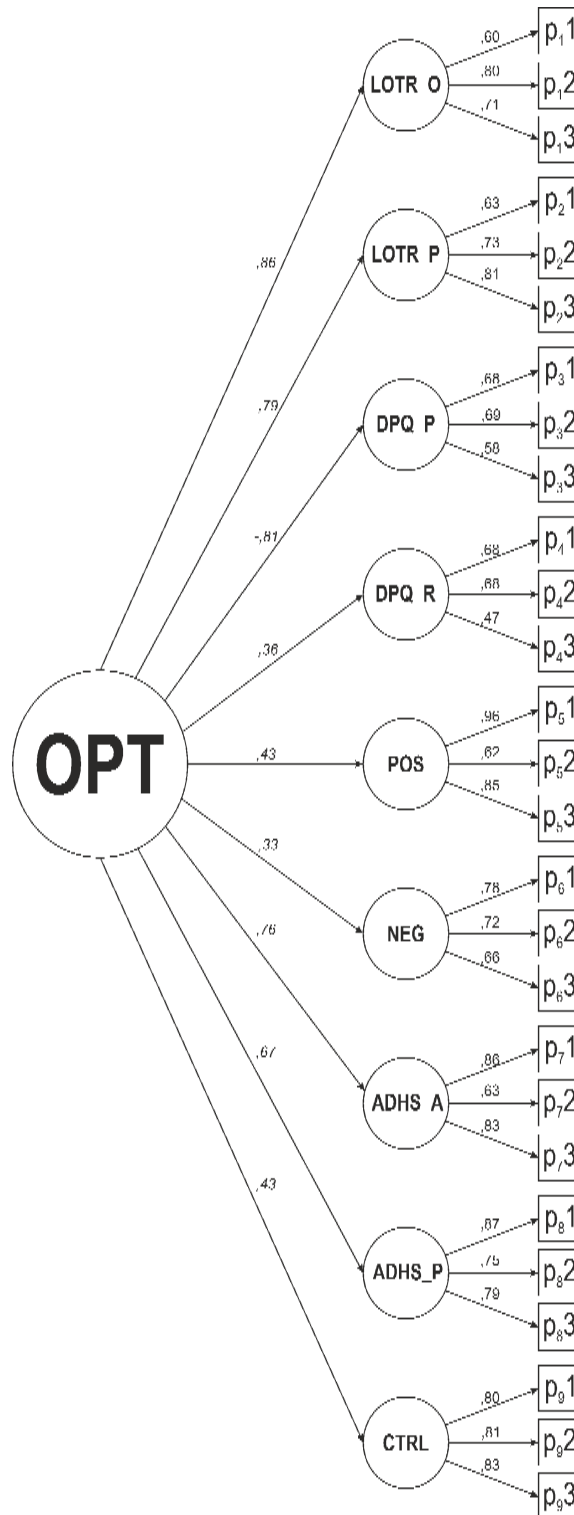 ,60
p₁1
LOTR O
,80
p₁2
,71
p₁3
,86
,63
p₂1
LOTR P
,73
p₂2
,81
p₂3
,79
,68
p₃1
DPQ P
,69
p₃2
,58
p₃3
-,81
,68
p₄1
DPQ R
,68
p₄2
,47
p₄3
,36
OPT
,43
,96
p₅1
POS
,62
p₅2
,85
p₅3
,33
,78
p₆1
NEG
,72
p₆2
,66
p₆3
,76
,86
p₇1
ADHS A
,63
p₇2
,83
p₇3
,67
,87
p₈1
ADHS_P
,75
p₈2
,79
p₈3
,43
,80
p₉1
CTRL
,81
p₉2
,83
p₉3